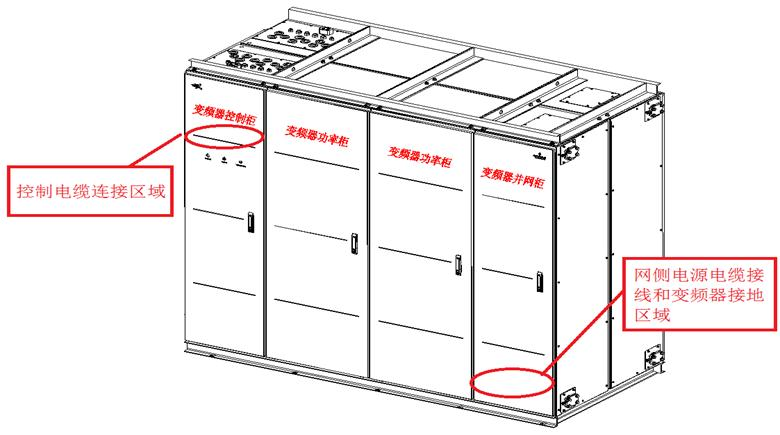 变频器控制柜
变频器功率柜
变频器功率柜
变频器并网柜
控制电缆连接区域
网侧电源电缆接
线和变频器接地
区域